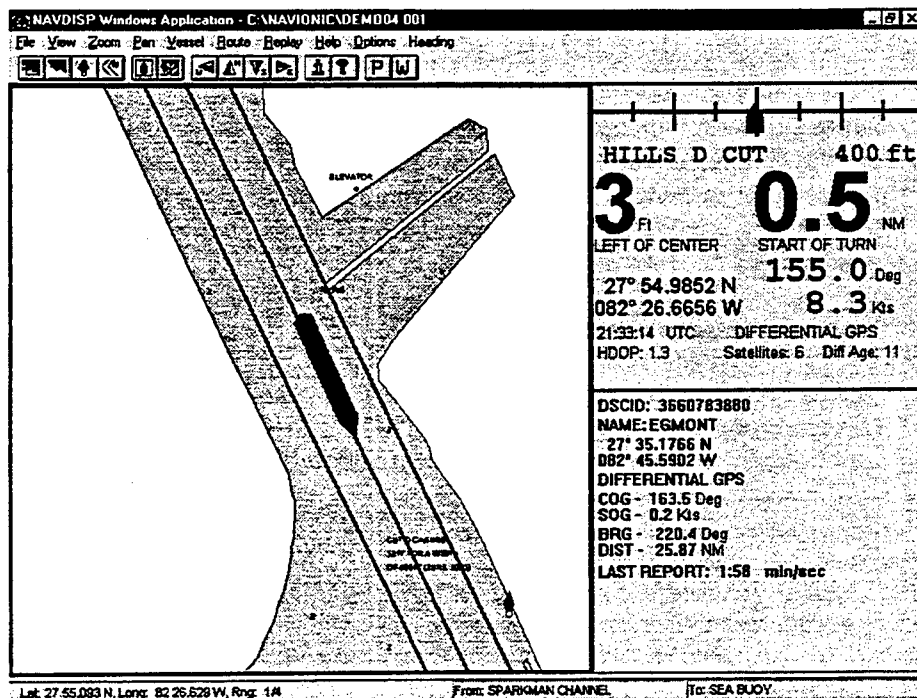 NAVDISP Windows Application - C:\NAVIONIC\DEMO04 001
File View Zoom Pan Vessel Route Replay Help Options Heading
P W
ELEVATOR
HILLS D CUT 400 ft
3 Ft 0.5 NM
LEFT OF CENTER START OF TURN
155.0 Deg
27° 54.9852 N
8.3 Kts
082° 26.6656 W
21:33:14 UTC DIFFERENTIAL GPS
HDOP: 1.3 Satellites: 6 Diff Age: 11
DSCID: 3660783880
NAME: EGMONT
27° 35.1766 N
082° 45.5902 W
DIFFERENTIAL GPS
COG - 163.6 Deg
SOG - 0.2 Kts
BRG - 220.4 Deg
DIST - 25.87 NM
LAST REPORT: 1:58 min/sec
Lat: 27 55.093 N, Long: 82 26.629 W, Rng: 1/4 From: SPARKMAN CHANNEL To: SEA BUOY